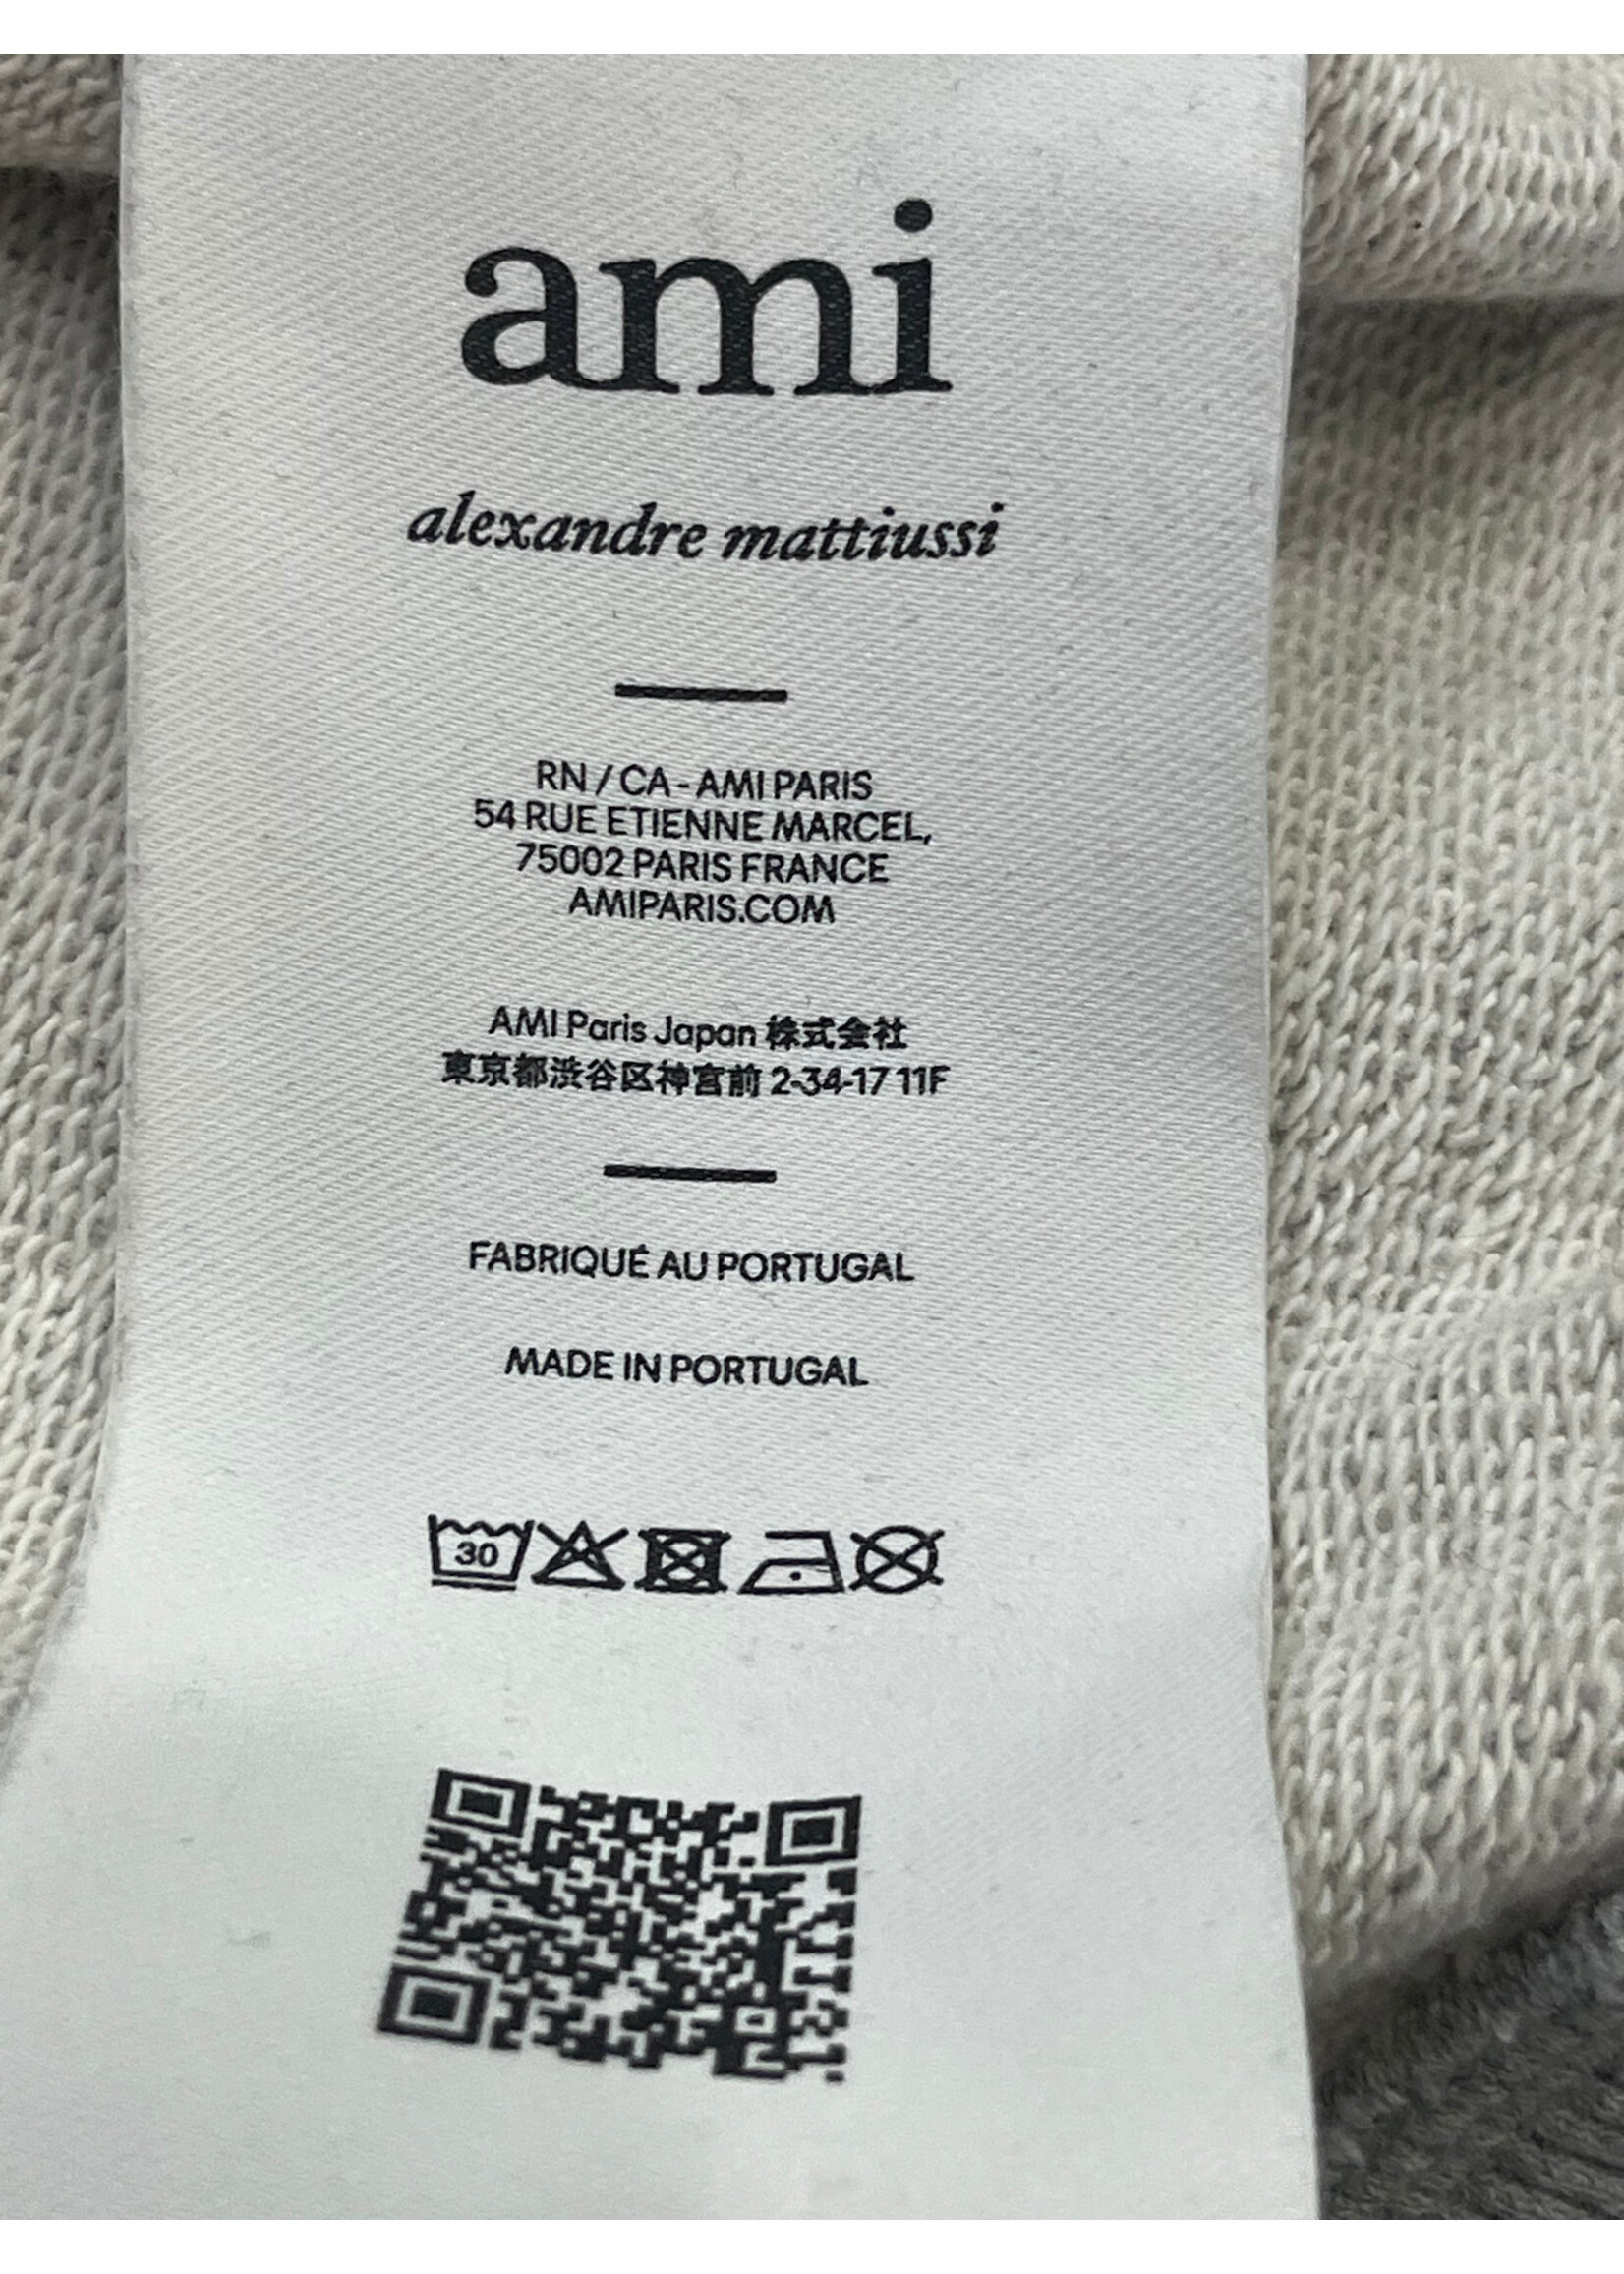 ami
alexandre mattiussi
RN / CA - AMI PARIS
54 RUE ETIENNE MARCEL,
75002 PARIS FRANCE
AMIPARIS.COM
AMI Paris Japan 株式会社
東京都渋谷区神宮前 2-34-17 11F
FABRIQUÉ AU PORTUGAL
MADE IN PORTUGAL
30